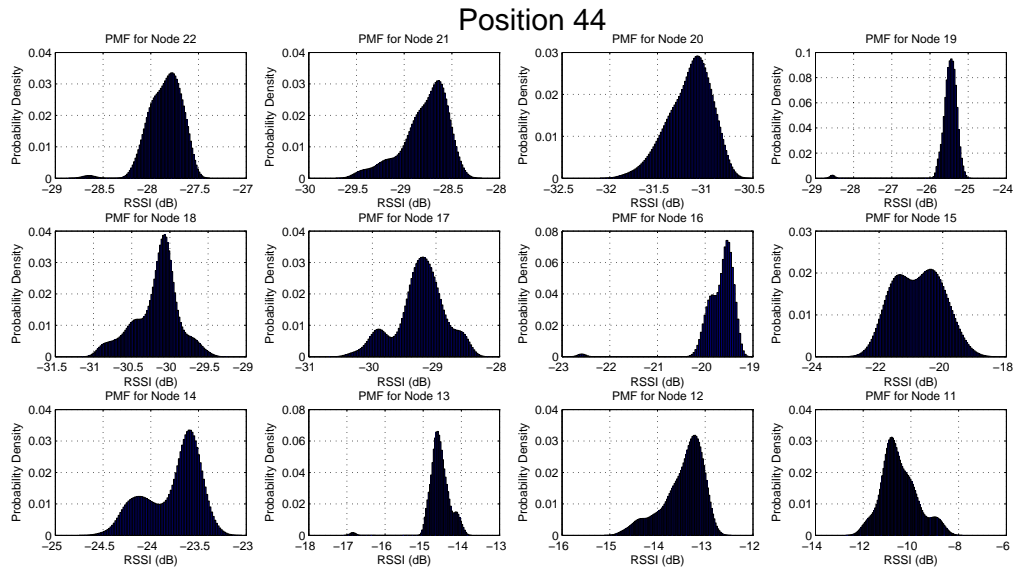 Position 44
PMF for Node 22
PMF for Node 21
PMF for Node 20
PMF for Node 19
0.04
0.03
0.02
0.01
0
Probability Density
−29 −28.5 −28 −27.5 −27
RSSI (dB)
0.04
0.03
0.02
0.01
0
Probability Density
−30 −29.5 −29 −28.5 −28
RSSI (dB)
0.03
0.02
0.01
0
Probability Density
−32.5 −32 −31.5 −31 −30.5
RSSI (dB)
0.1
0.08
0.06
0.04
0.02
0
Probability Density
−29 −28 −27 −26 −25 −24
RSSI (dB)
PMF for Node 18
PMF for Node 17
PMF for Node 16
PMF for Node 15
0.04
0.03
0.02
0.01
0
Probability Density
−31.5 −31 −30.5 −30 −29.5 −29
RSSI (dB)
0.04
0.03
0.02
0.01
0
Probability Density
−31 −30 −29 −28
RSSI (dB)
0.08
0.06
0.04
0.02
0
Probability Density
−23 −22 −21 −20 −19
RSSI (dB)
0.03
0.02
0.01
0
Probability Density
−24 −22 −20 −18
RSSI (dB)
PMF for Node 14
PMF for Node 13
PMF for Node 12
PMF for Node 11
0.04
0.03
0.02
0.01
0
Probability Density
−25 −24.5 −24 −23.5 −23
RSSI (dB)
0.08
0.06
0.04
0.02
0
Probability Density
−18 −17 −16 −15 −14 −13
RSSI (dB)
0.04
0.03
0.02
0.01
0
Probability Density
−16 −15 −14 −13 −12
RSSI (dB)
0.04
0.03
0.02
0.01
0
Probability Density
−14 −12 −10 −8 −6
RSSI (dB)